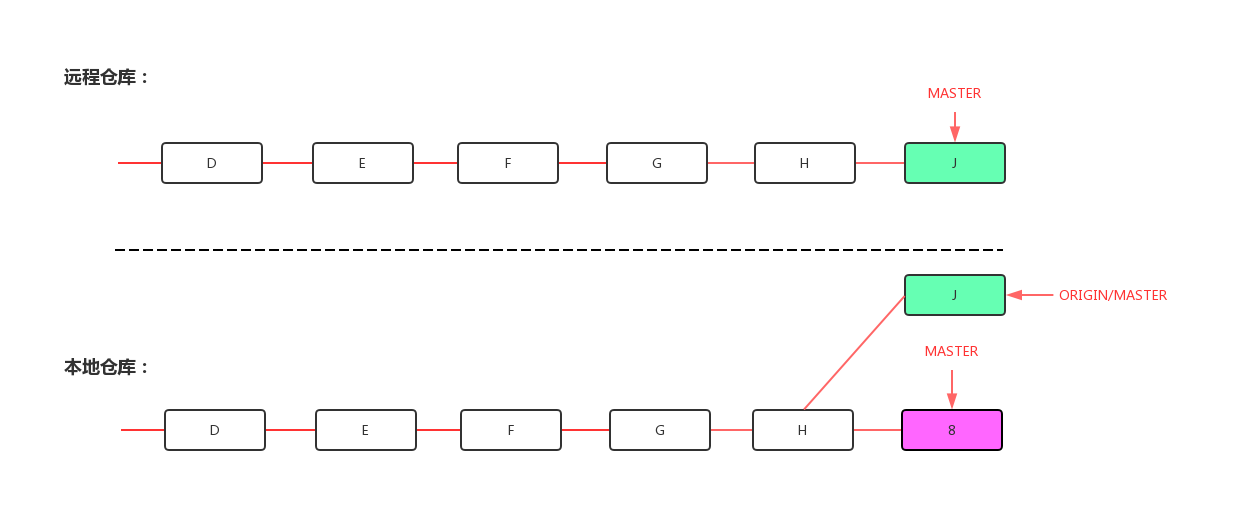 远程仓库：
MASTER
D
E
F
G
H
J
J
ORIGIN/MASTER
MASTER
本地仓库：
D
E
F
G
H
8